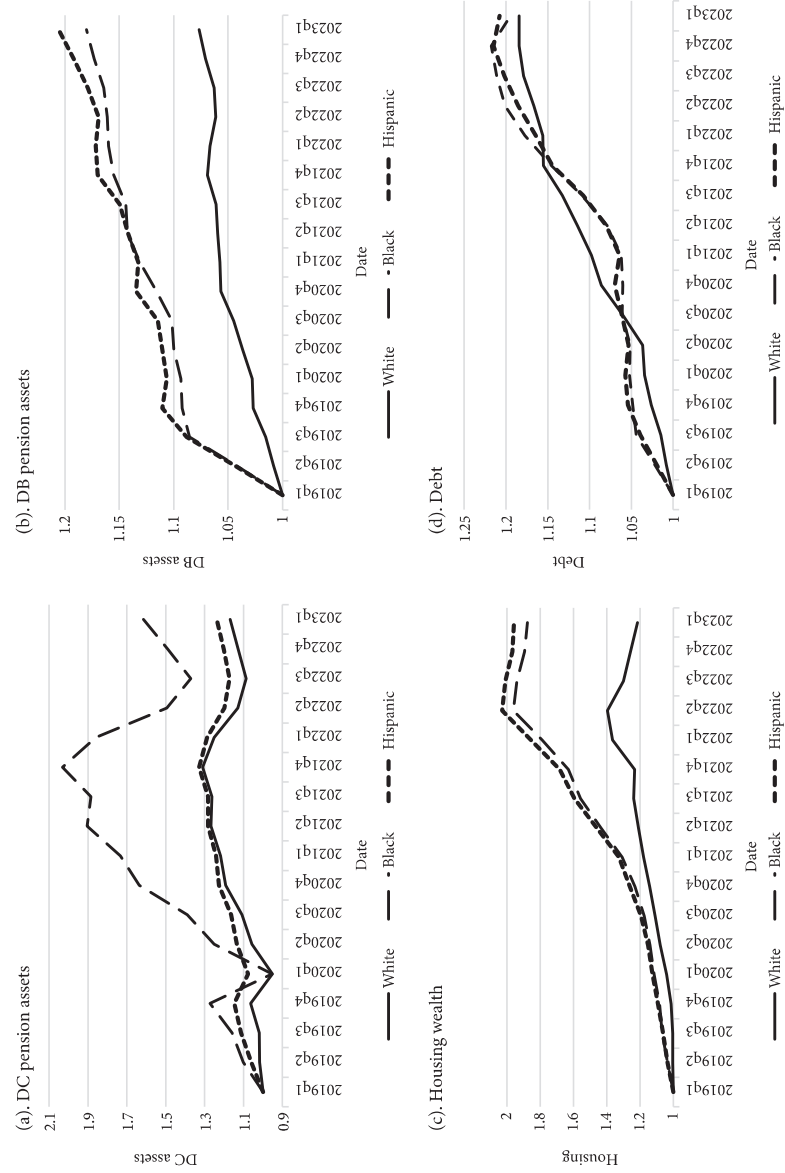 (a). DC pension assets
2.1
1.9
1.7
1.5
1.3
1.1
0.9
DC assets
2019q1
2019q2
2019q3
2019q4
2020q1
2020q2
2020q3
2020q4
2021q1
2021q2
2021q3
2021q4
2022q1
2022q2
2022q3
2022q4
2023q1
Date
White Black Hispanic
(b). DB pension assets
1.2
1.15
1.1
1.05
1
DB assets
2019q1
2019q2
2019q3
2019q4
2020q1
2020q2
2020q3
2020q4
2021q1
2021q2
2021q3
2021q4
2022q1
2022q2
2022q3
2022q4
2023q1
Date
White Black Hispanic
(c). Housing wealth
2
1.8
1.6
1.4
1.2
1
Housing
2019q1
2019q2
2019q3
2019q4
2020q1
2020q2
2020q3
2020q4
2021q1
2021q2
2021q3
2021q4
2022q1
2022q2
2022q3
2022q4
2023q1
Date
White Black Hispanic
(d). Debt
1.25
1.2
1.15
1.1
1.05
1
Debt
2019q1
2019q2
2019q3
2019q4
2020q1
2020q2
2020q3
2020q4
2021q1
2021q2
2021q3
2021q4
2022q1
2022q2
2022q3
2022q4
2023q1
Date
White Black Hispanic